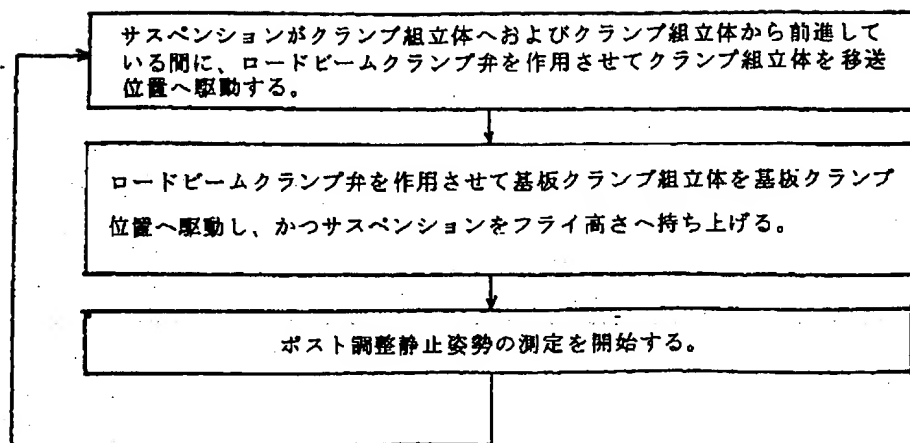 サスペンションがクランプ組立体へおよびクランプ組立体から前進して
いる間に、ロードビームクランプ弁を作用させてクランプ組立体を移送
位置へ駆動する。
ロードビームクランプ弁を作用させて基板クランプ組立体を基板クランプ
位置へ駆動し、かつサスペンションをフライ高さへ持ち上げる。
ポスト調整静止姿勢の測定を開始する。